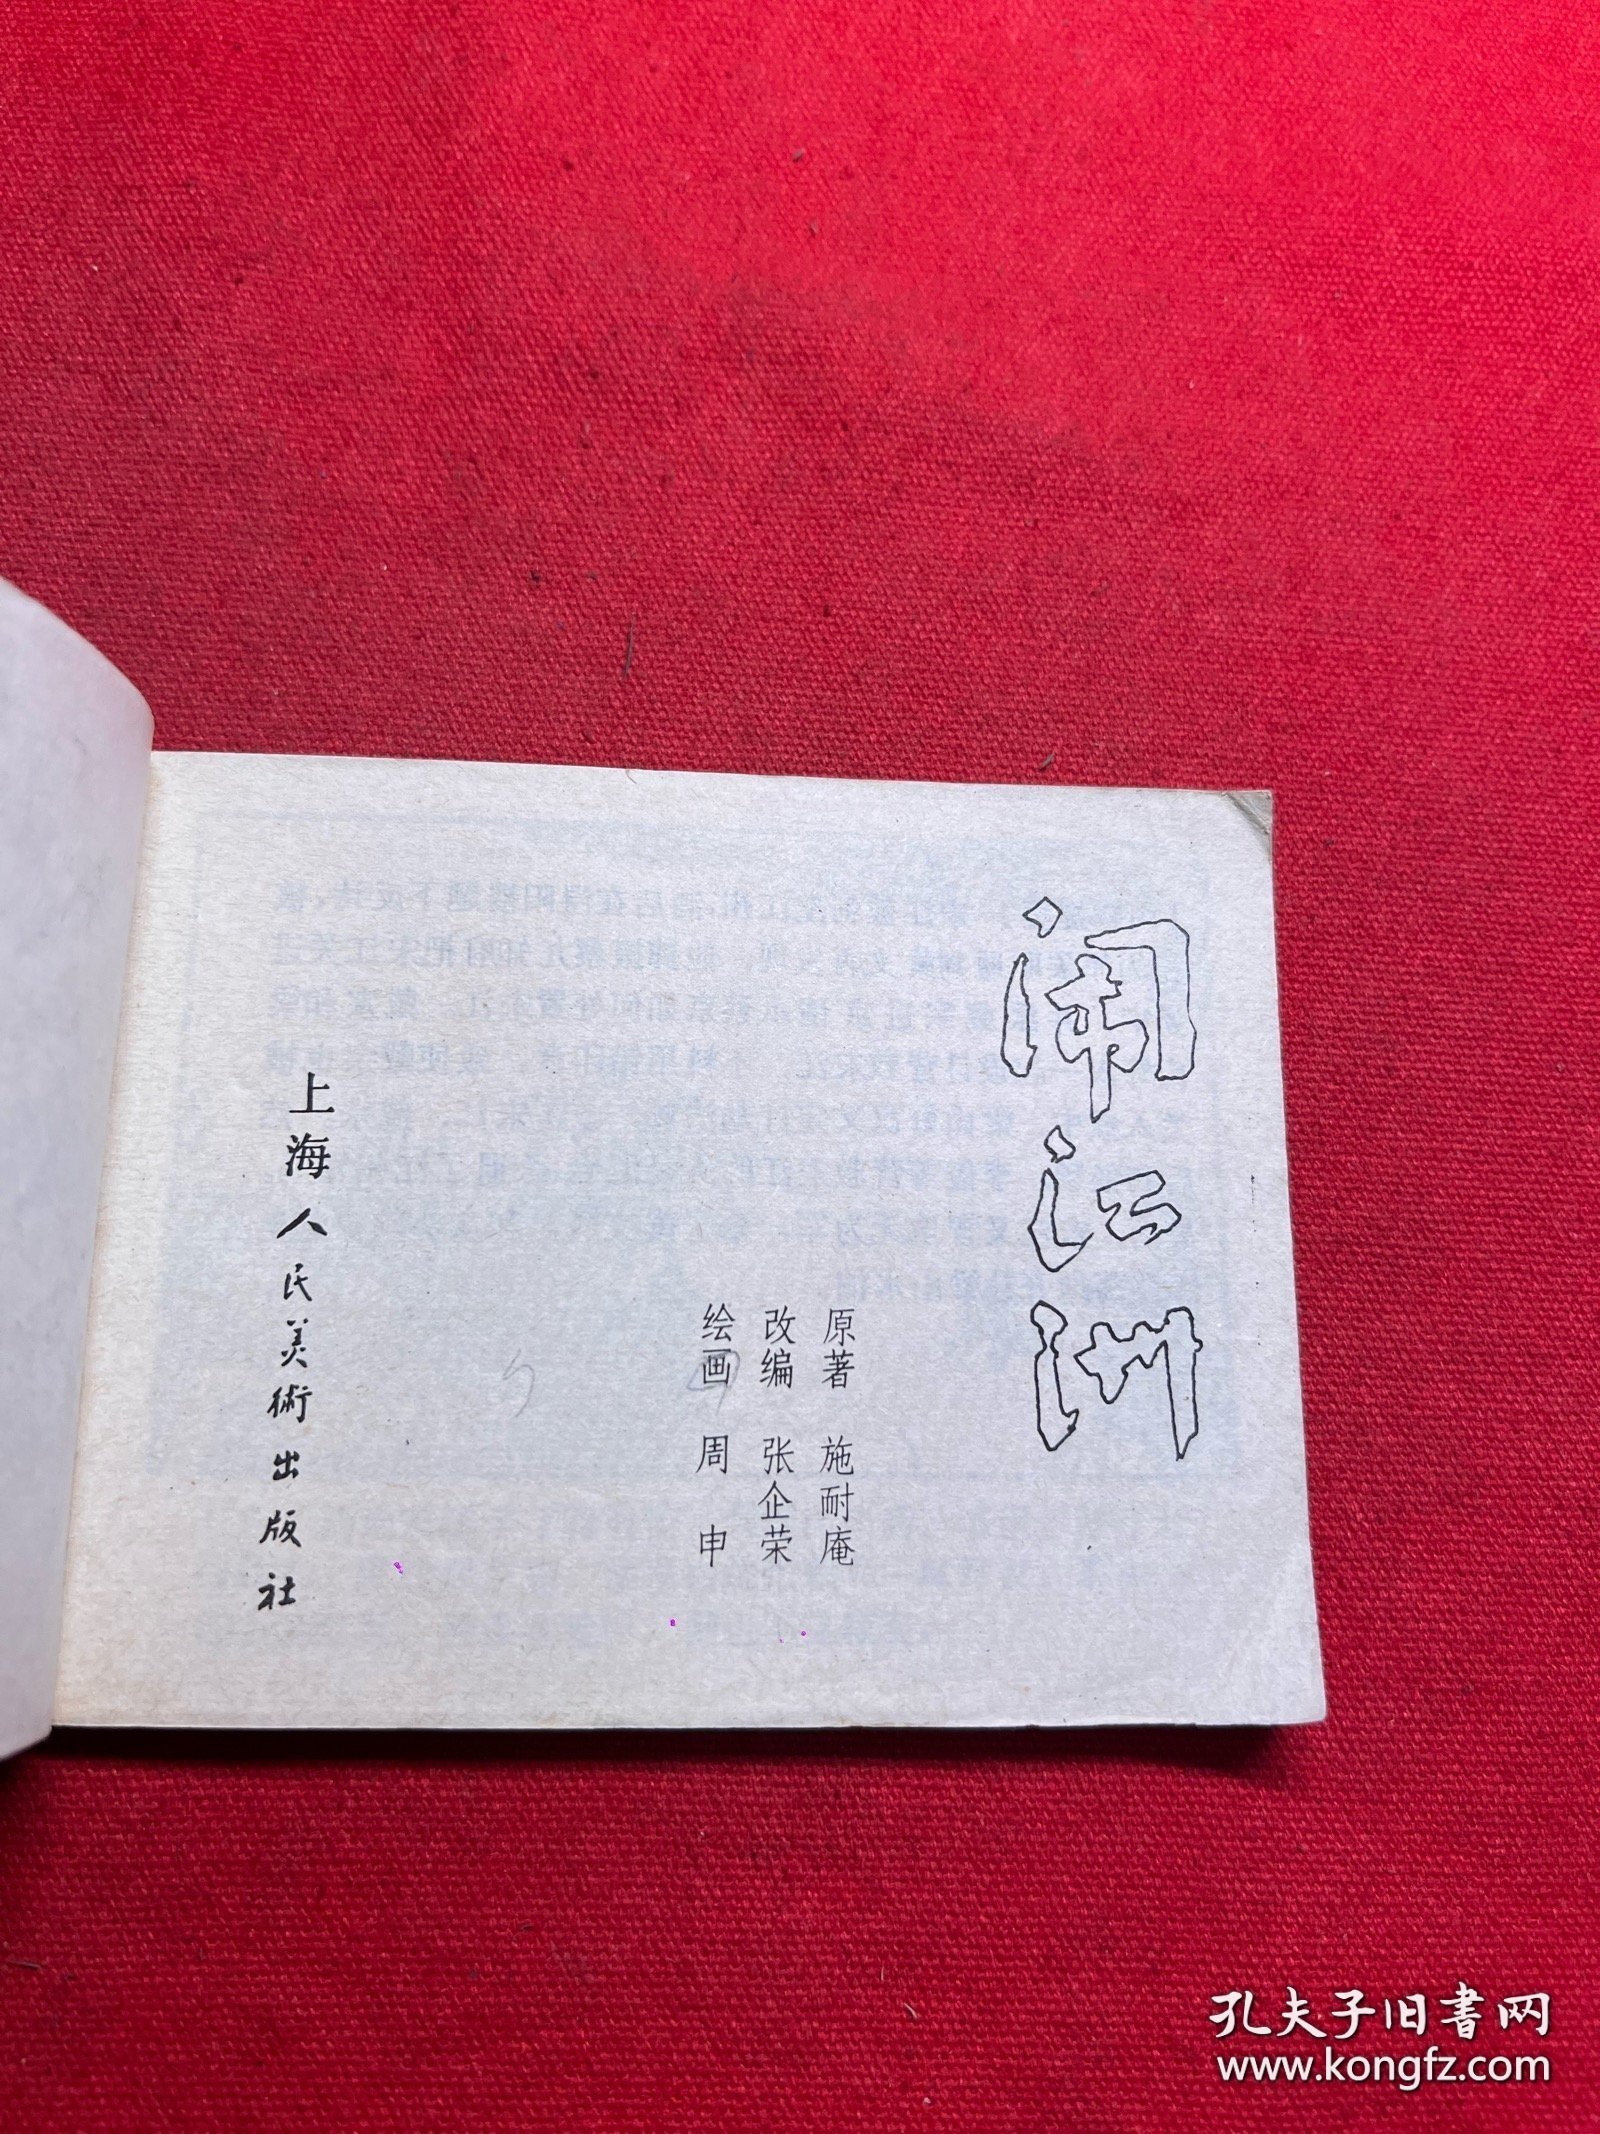 闹江州
原著 施耐庵
改编 张企荣
绘画 周申
上海人民美術出版社
孔夫子旧書网
www.kongfz.com